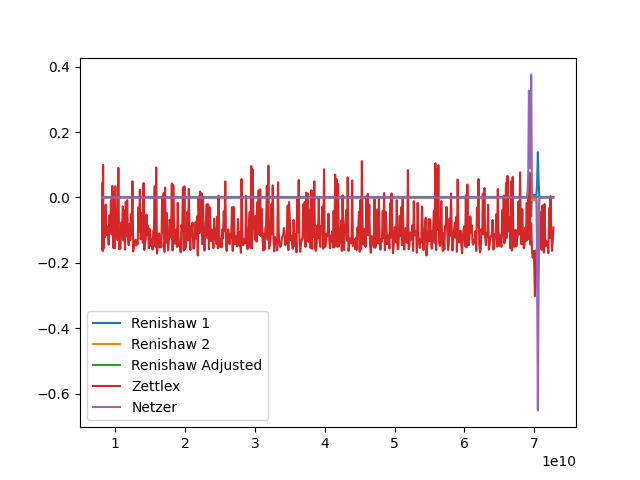 0.4
0.2
0.0
−0.2
−0.4
−0.6
Renishaw 1
Renishaw 2
Renishaw Adjusted
Zettlex
Netzer
1 2 3 4 5 6 7
1e10